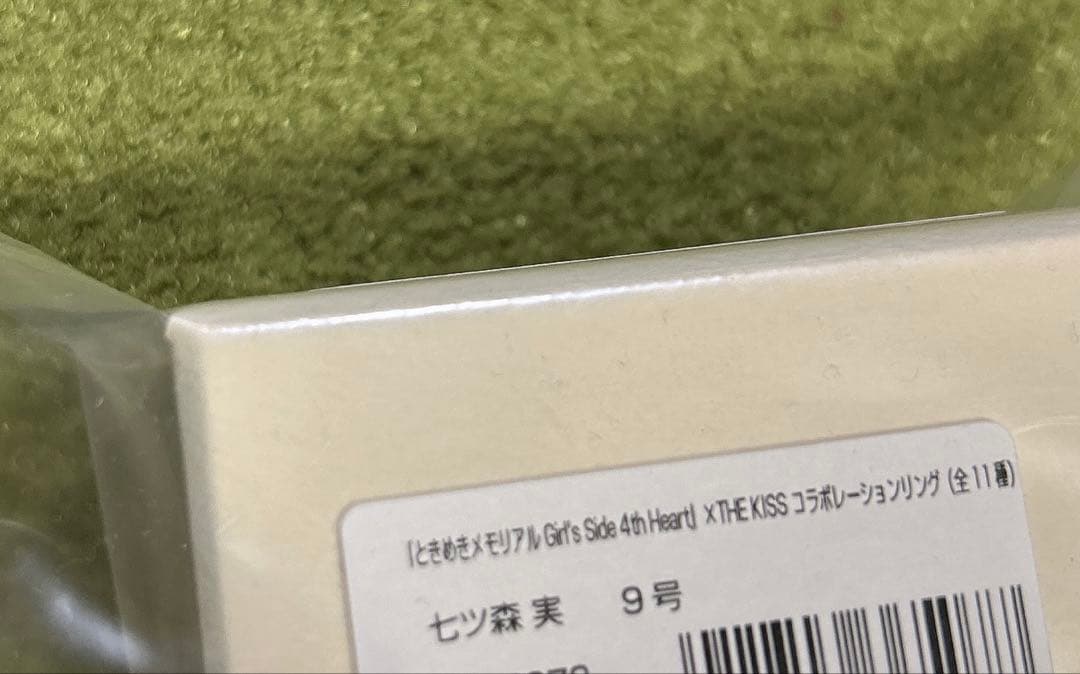 「ときめきメモリアル Girl's Side 4th Heart」×THE KISS コラボレーションリング (全11種)
七ツ森 実 9号